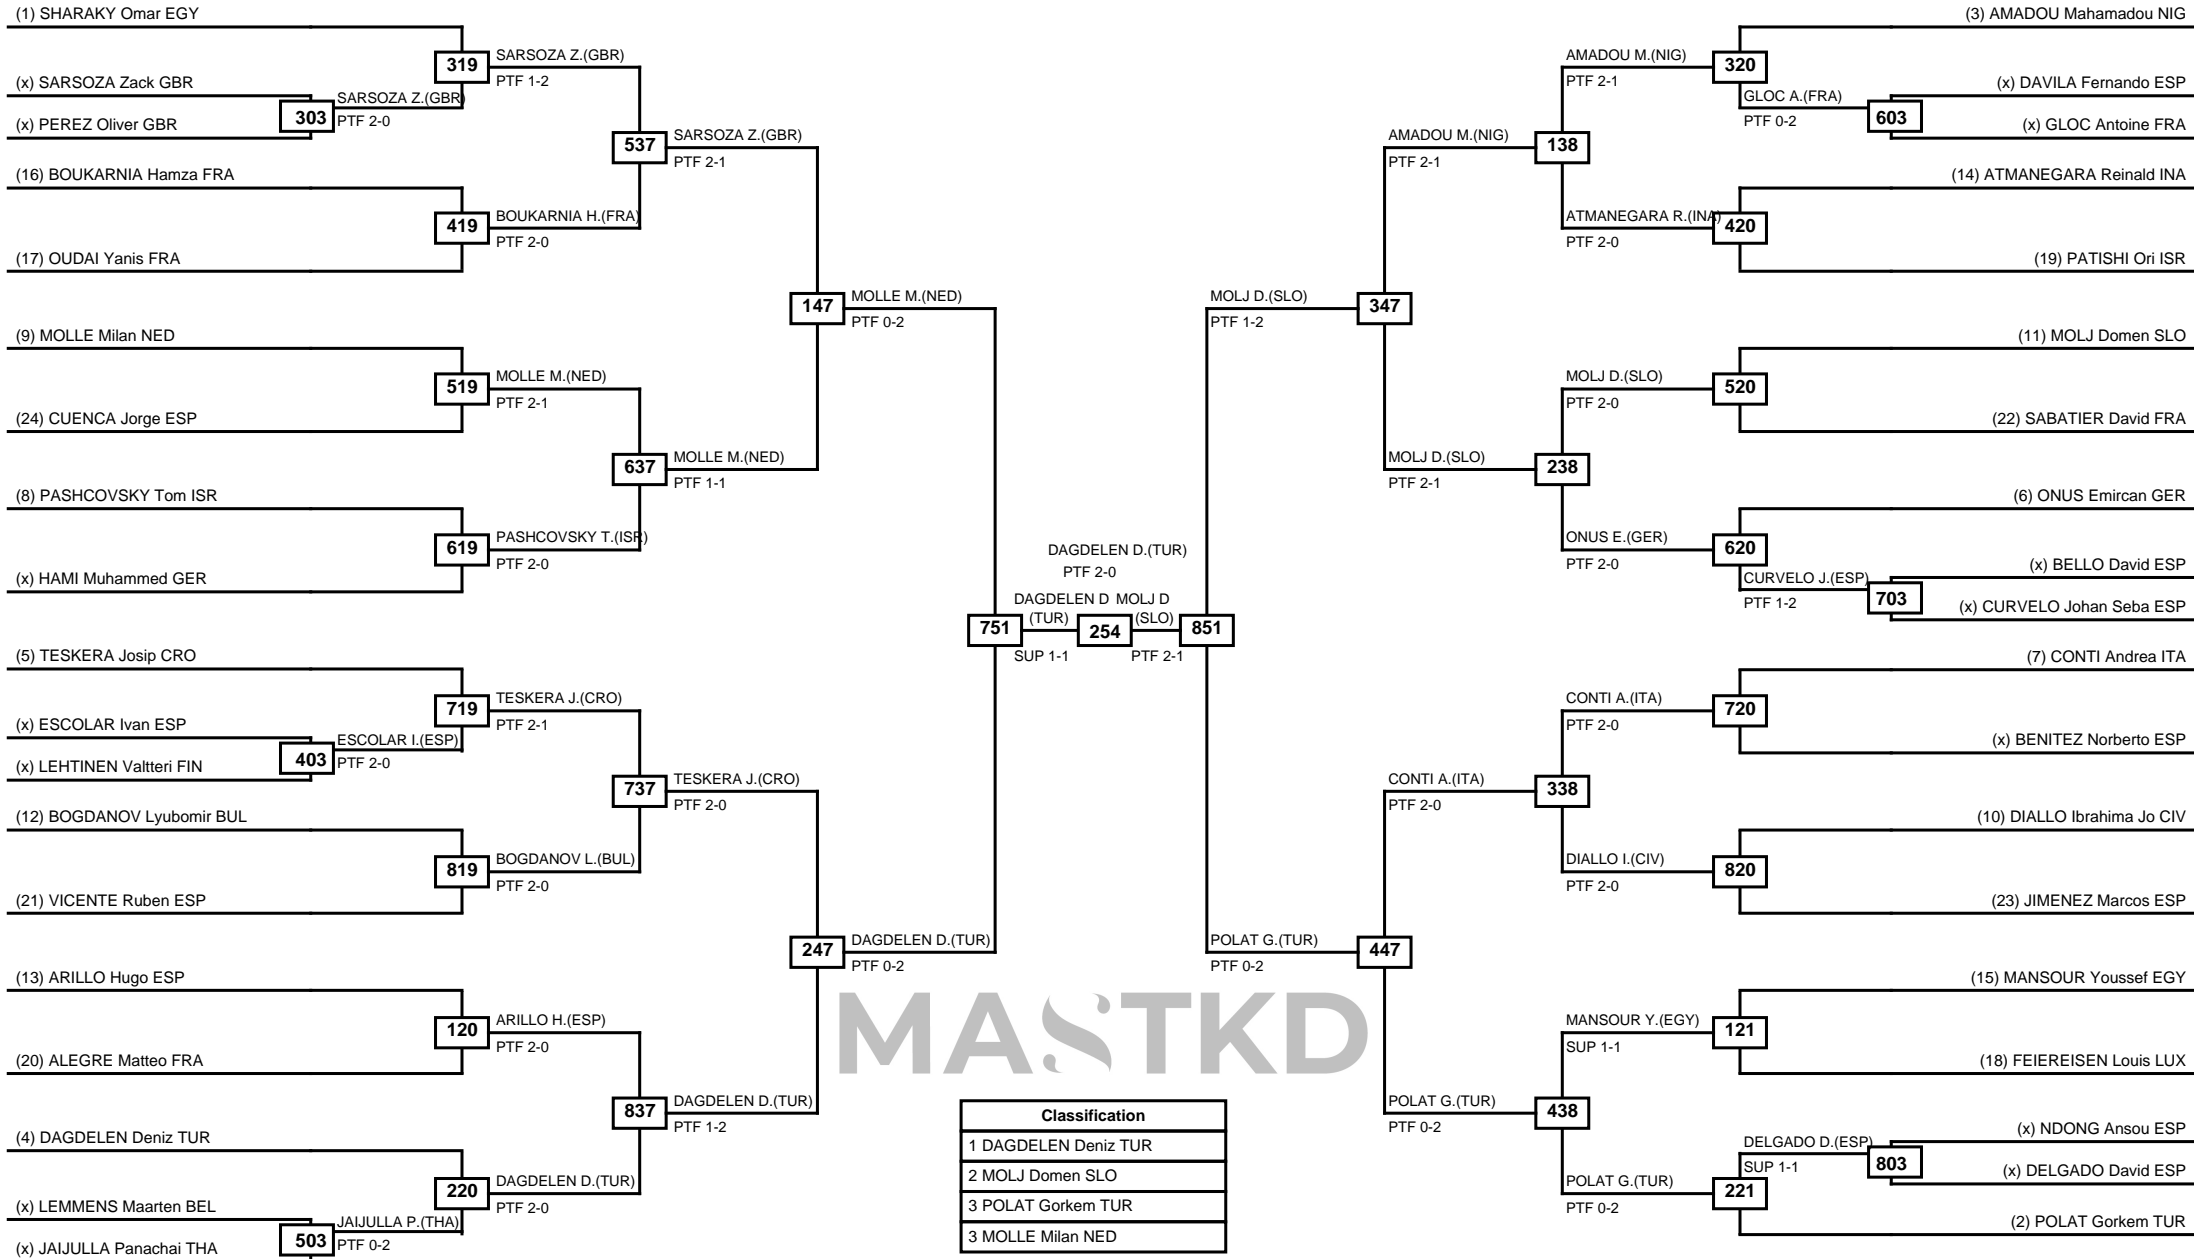 (1) SHARAKY Omar EGY
319
SARSOZA Z.(GBR)
PTF 1-2
(x) SARSOZA Zack GBR
303
SARSOZA Z.(GBR)
PTF 2-0
(x) PEREZ Oliver GBR
537
SARSOZA Z.(GBR)
PTF 2-1
(16) BOUKARNIA Hamza FRA
419
BOUKARNIA H.(FRA)
PTF 2-0
(17) OUDAI Yanis FRA
147
MOLLE M.(NED)
PTF 0-2
(9) MOLLE Milan NED
519
MOLLE M.(NED)
PTF 2-1
(24) CUENCA Jorge ESP
637
MOLLE M.(NED)
PTF 1-1
(8) PASHCOVSKY Tom ISR
619
PASHCOVSKY T.(ISR)
PTF 2-0
(x) HAMI Muhammed GER
(5) TESKERA Josip CRO
719
TESKERA J.(CRO)
PTF 2-1
(x) ESCOLAR Ivan ESP
403
ESCOLAR I.(ESP)
PTF 2-0
(x) LEHTINEN Valtteri FIN
737
TESKERA J.(CRO)
PTF 2-0
(12) BOGDANOV Lyubomir BUL
819
BOGDANOV L.(BUL)
PTF 2-0
(21) VICENTE Ruben ESP
247
DAGDELEN D.(TUR)
PTF 0-2
(13) ARILLO Hugo ESP
120
ARILLO H.(ESP)
PTF 2-0
(20) ALEGRE Matteo FRA
837
DAGDELEN D.(TUR)
PTF 1-2
(4) DAGDELEN Deniz TUR
220
DAGDELEN D.(TUR)
PTF 2-0
(x) LEMMENS Maarten BEL
503
JAIJULLA P.(THA)
PTF 0-2
(x) JAIJULLA Panachai THA
DAGDELEN D.(TUR)
PTF 2-0
DAGDELEN D
(TUR)
MOLJ D
(SLO)
751
254
851
SUP 1-1
PTF 2-1
(3) AMADOU Mahamadou NIG
AMADOU M.(NIG)
PTF 2-1
320
(x) DAVILA Fernando ESP
GLOC A.(FRA)
PTF 0-2
603
(x) GLOC Antoine FRA
AMADOU M.(NIG)
PTF 2-1
138
(14) ATMANEGARA Reinald INA
ATMANEGARA R.(INA)
PTF 2-0
420
(19) PATISHI Ori ISR
MOLJ D.(SLO)
PTF 1-2
347
(11) MOLJ Domen SLO
MOLJ D.(SLO)
PTF 2-0
520
(22) SABATIER David FRA
MOLJ D.(SLO)
PTF 2-1
238
(6) ONUS Emircan GER
ONUS E.(GER)
PTF 2-0
620
(x) BELLO David ESP
CURVELO J.(ESP)
PTF 1-2
703
(x) CURVELO Johan Seba ESP
(7) CONTI Andrea ITA
CONTI A.(ITA)
PTF 2-0
720
(x) BENITEZ Norberto ESP
CONTI A.(ITA)
PTF 2-0
338
(10) DIALLO Ibrahima Jo CIV
DIALLO I.(CIV)
PTF 2-0
820
(23) JIMENEZ Marcos ESP
POLAT G.(TUR)
PTF 0-2
447
(15) MANSOUR Youssef EGY
MANSOUR Y.(EGY)
SUP 1-1
121
(18) FEIEREISEN Louis LUX
POLAT G.(TUR)
PTF 0-2
438
(x) NDONG Ansou ESP
DELGADO D.(ESP)
SUP 1-1
803
(x) DELGADO David ESP
POLAT G.(TUR)
PTF 0-2
221
(2) POLAT Gorkem TUR
MASTKD
Classification
1 DAGDELEN Deniz TUR
2 MOLJ Domen SLO
3 POLAT Gorkem TUR
3 MOLLE Milan NED